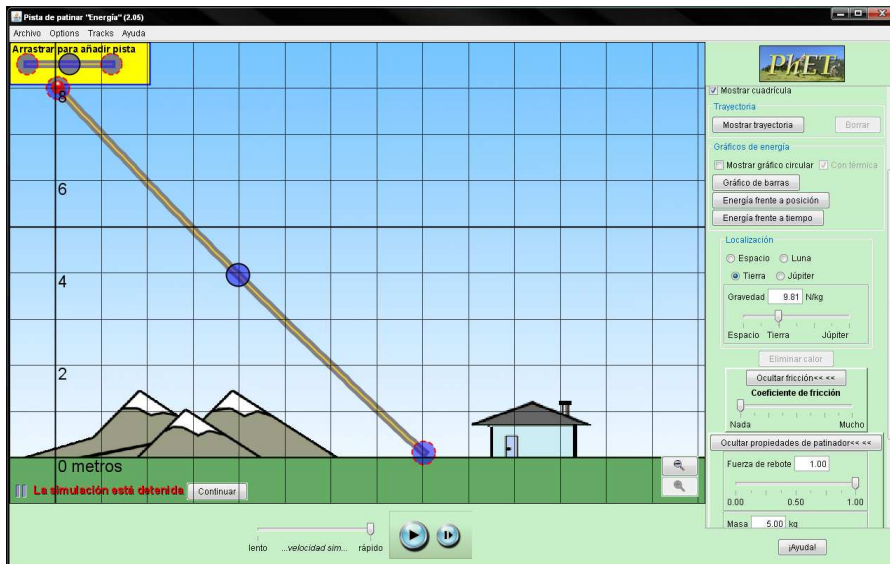 Pista de patinar "Energía" (2.05)
Archivo Options Tracks Ayuda
Arrastrar para añadir pista
8
6
4
2
0 metros
La simulación está detenida Continuar
lento ...velocidad sim... rápido
PhET
Mostrar cuadrícula
Trayectoria
Mostrar trayectoria Borrar
Gráficos de energía
Mostrar gráfico circular Con térmica
Gráfico de barras
Energía frente a posición
Energía frente a tiempo
Localización
Espacio Luna
Tierra Júpiter
Gravedad 9.81 N/kg
Espacio Tierra Júpiter
Eliminar calor
Ocultar fricción<< <<
Coeficiente de fricción
Nada Mucho
Ocultar propiedades de patinador<< <<
Fuerza de rebote 1.00
0.00 0.50 1.00
Masa 5.00 kg
¡Ayuda!